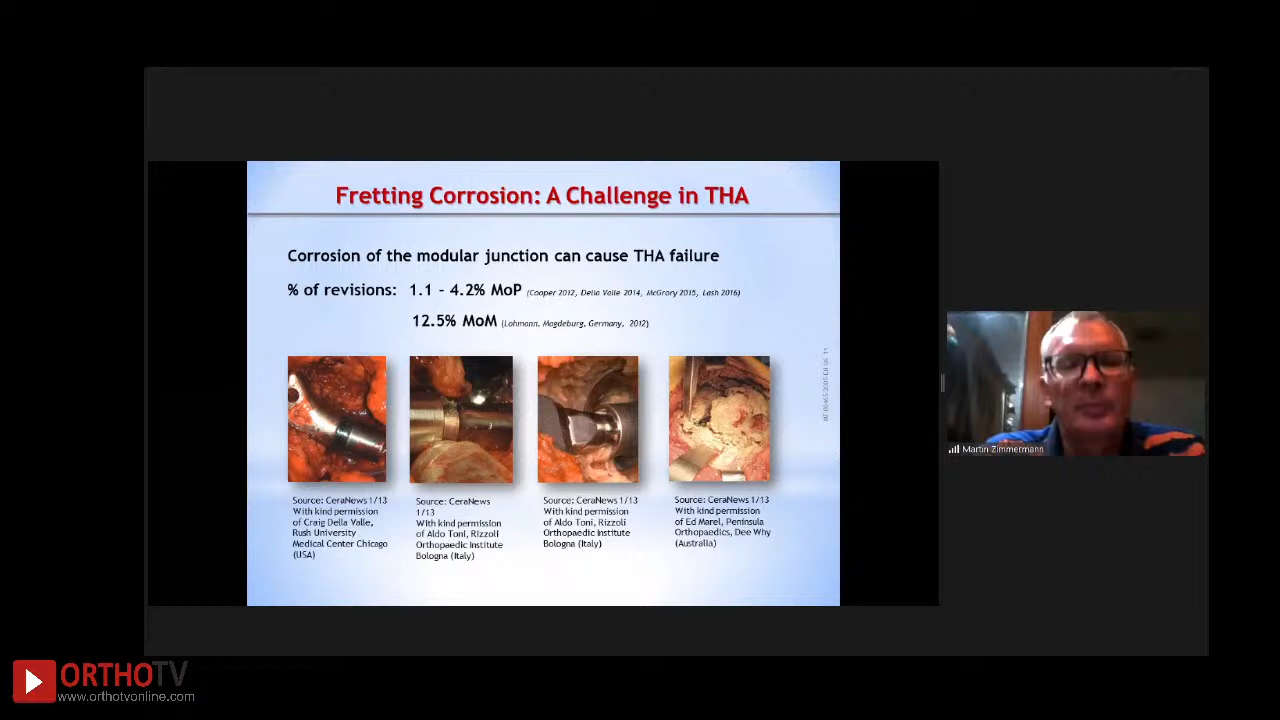 Fretting Corrosion: A Challenge in THA
Corrosion of the modular junction can cause THA failure
% of revisions: 1.1 – 4.2% MoP (Cooper 2012, Della Valle 2014, McGrory 2015, Lash 2016)
12.5% MoM (Lohmann, Magdeburg, Germany, 2012)
Source: CeraNews 1/13
With kind permission
of Craig Della Valle,
Rush University
Medical Center Chicago
(USA)
Source: CeraNews
1/13
With kind permission
of Aldo Toni, Rizzoli
Orthopaedic Institute
Bologna (Italy)
Source: CeraNews 1/13
With kind permission
of Aldo Toni, Rizzoli
Orthopaedic Institute
Bologna (Italy)
Source: CeraNews 1/13
With kind permission
of Ed Marel, Peninsula
Orthopaedics, Dee Why
(Australia)
Martin Zimmermann
ORTHOTV
www.orthotvonline.com